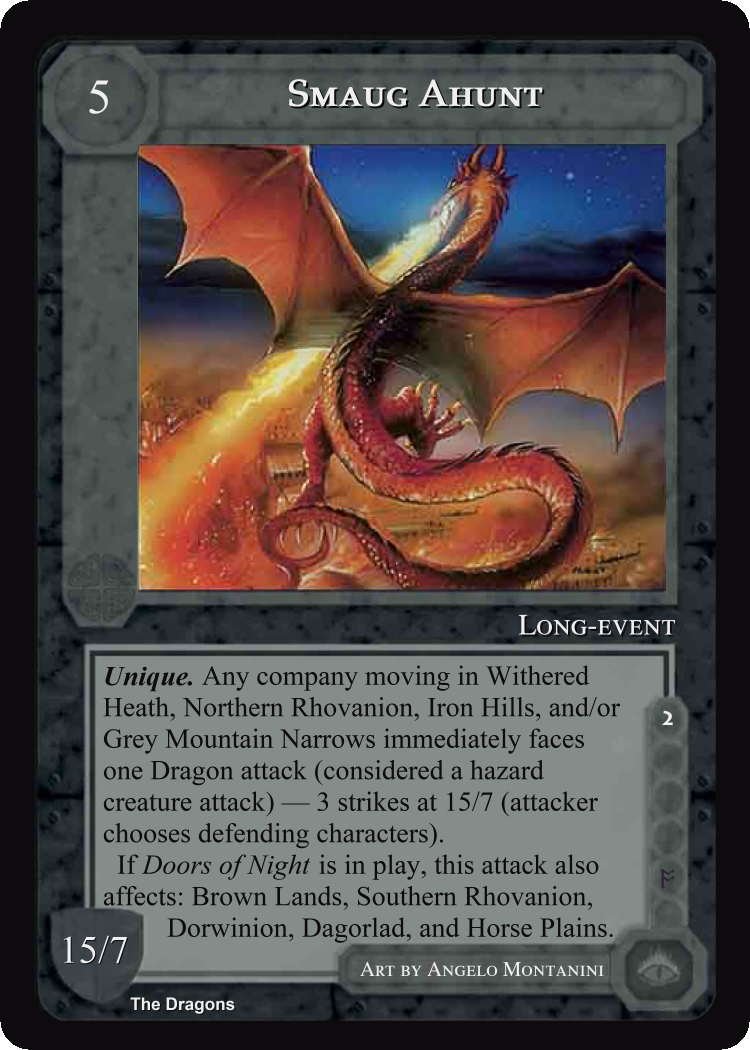 5
SMAUG AHUNT
LONG-EVENT
Unique. Any company moving in Withered
Heath, Northern Rhovanion, Iron Hills, and/or
Grey Mountain Narrows immediately faces
one Dragon attack (considered a hazard
creature attack) — 3 strikes at 15/7 (attacker
chooses defending characters).
If Doors of Night is in play, this attack also
affects: Brown Lands, Southern Rhovanion,
Dorwinion, Dagorlad, and Horse Plains.
2
15/7
ART BY ANGELO MONTANINI
The Dragons